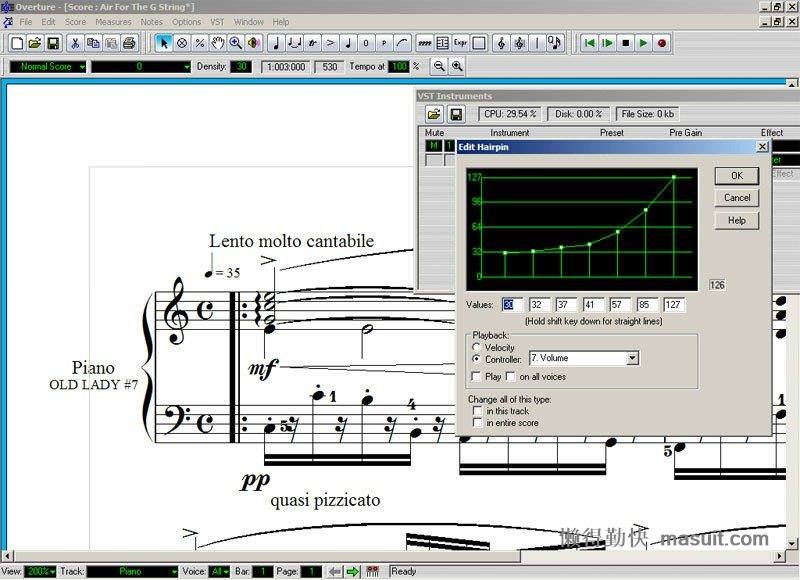 Overture - [Score : Air For The G String*]
File Edit Score Measures Notes Options VST Window Help
Expr
Normal Score 0 Density: 30 1:003:000 530 Tempo at 100 %
VST Instruments
CPU: 29.54 % Disk: 0.00 % File Size: 0 kb
Mute Instrument Preset Pre Gain Effect
M 1
Effect
Edit Hairpin
127
96
64
32
0
OK
Cancel
Help
126
Values: 30 32 37 41 57 85 127
(Hold shift key down for straight lines)
Playback:
Velocity
Controller: 7. Volume
Play on all voices
Change all of this type:
in this track
in entire score
Lento molto cantabile
= 35
Piano
OLD LADY #7
mf
1
5
4
1
5
pp
quasi pizzicato
懒得勤快 masuit.com
View: 200% Track: Piano Voice: All Bar: 1 Page: 1 Ready